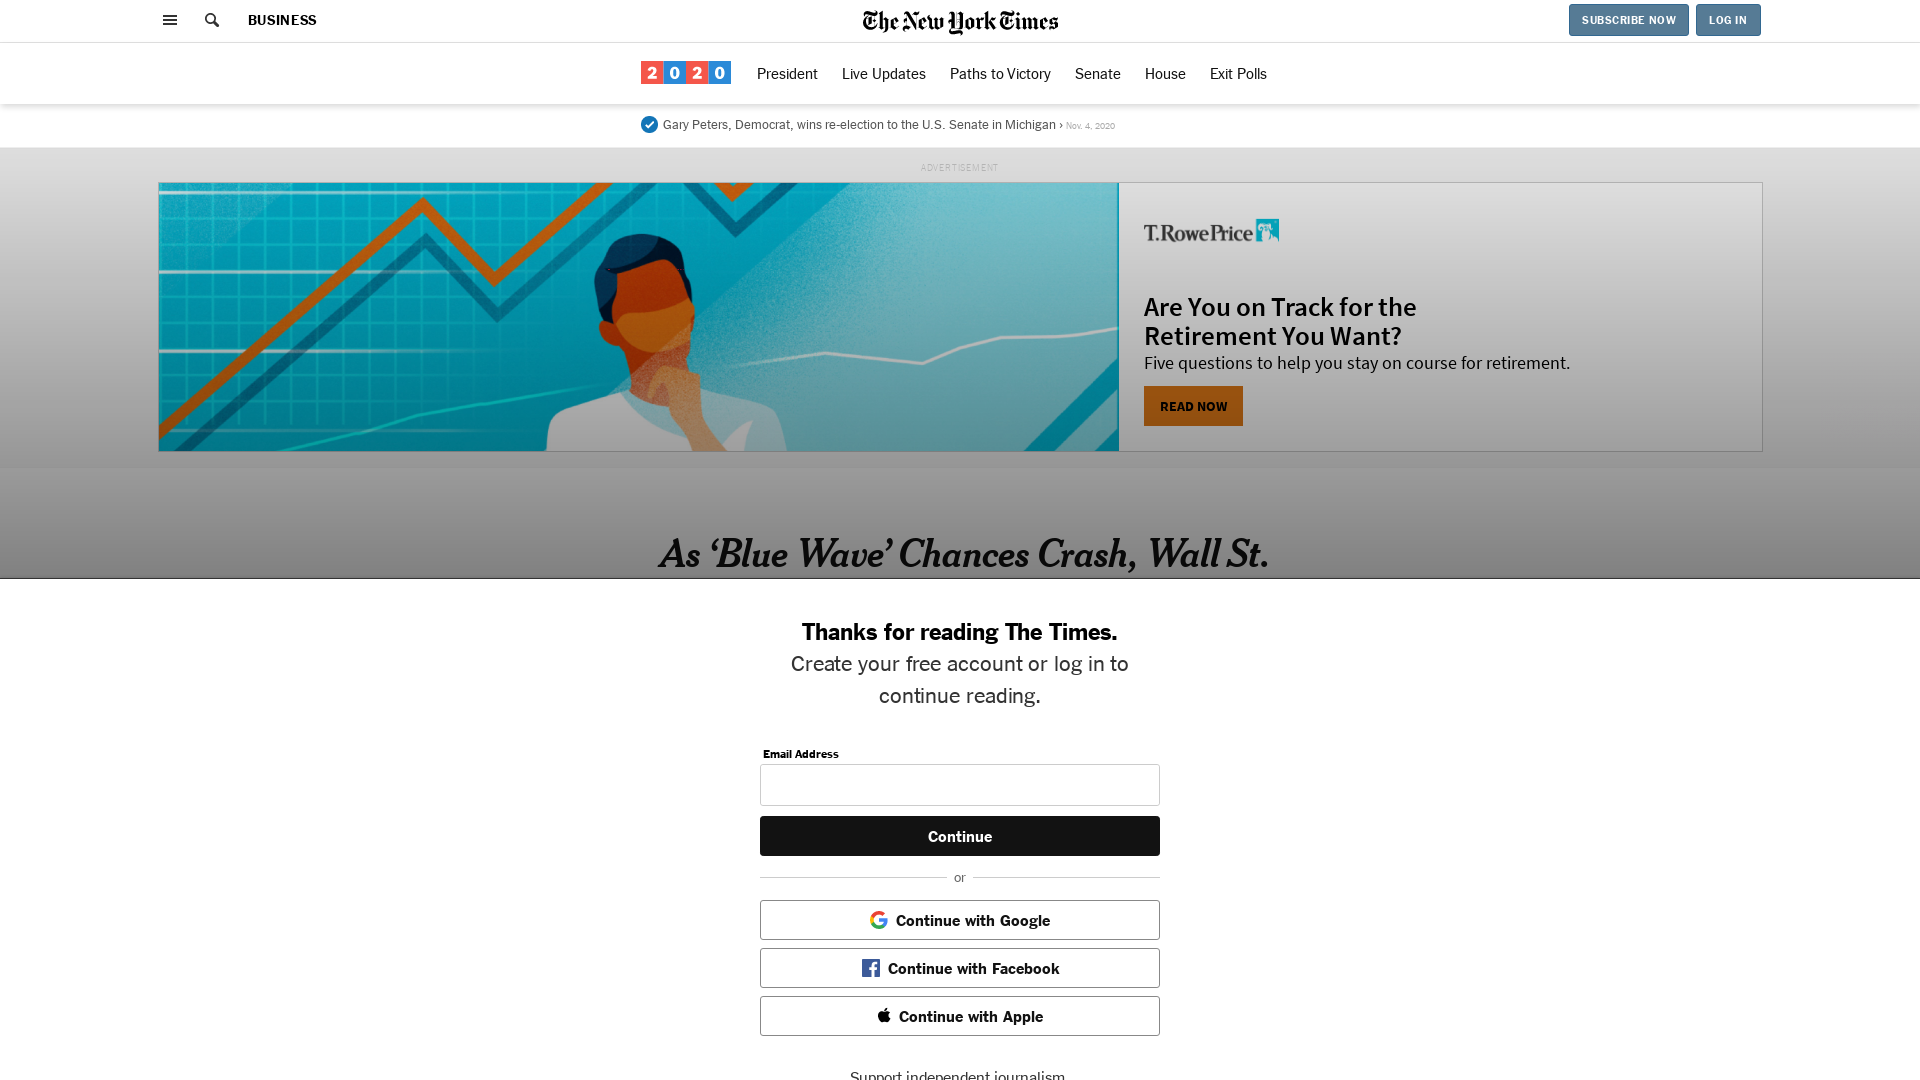 BUSINESS
The New York Times
SUBSCRIBE NOW
LOG IN
2020
President
Live Updates
Paths to Victory
Senate
House
Exit Polls
Gary Peters, Democrat, wins re-election to the U.S. Senate in Michigan › Nov. 4, 2020
ADVERTISEMENT
T.RowePrice
Are You on Track for the
Retirement You Want?
Five questions to help you stay on course for retirement.
READ NOW
As ‘Blue Wave’ Chances Crash, Wall St.
Thanks for reading The Times.
Create your free account or log in to
continue reading.
Email Address
Continue
or
Continue with Google
Continue with Facebook
Continue with Apple
Support independent journalism